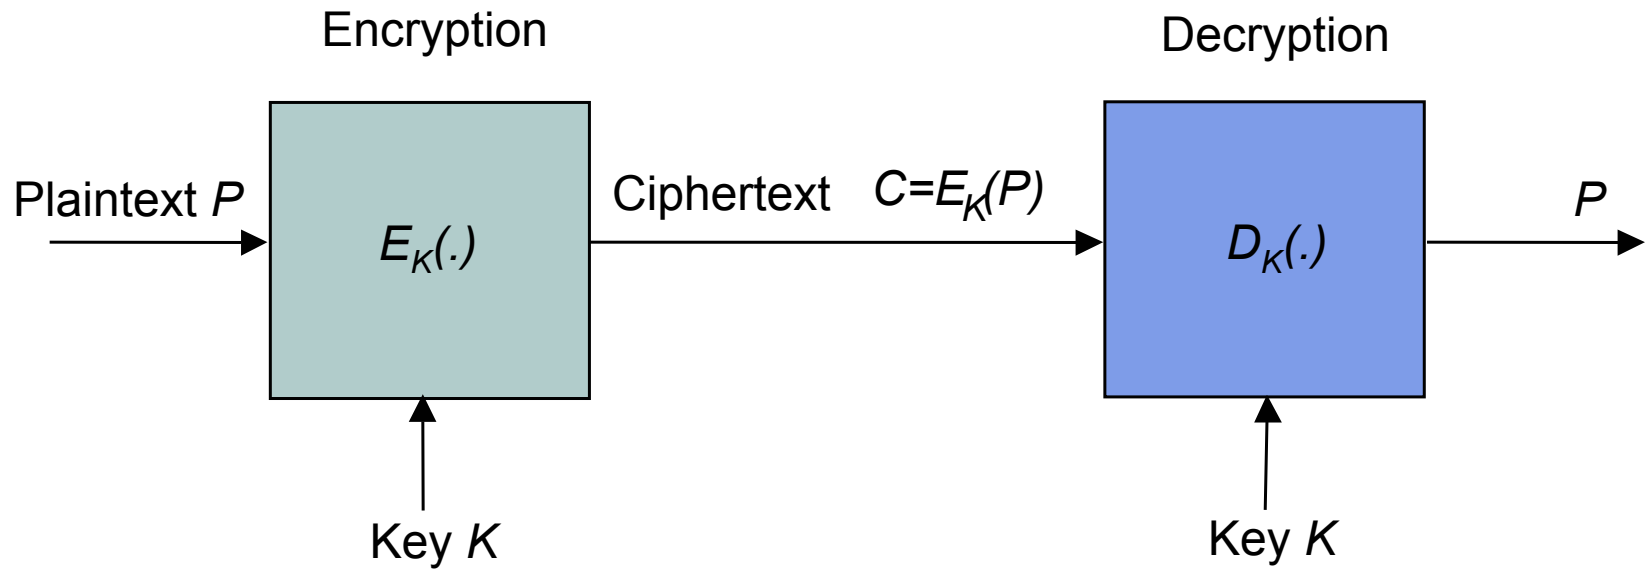 Encryption
Decryption
Plaintext P
E_K(.)
Ciphertext C=E_K(P)
D_K(.)
P
Key K
Key K